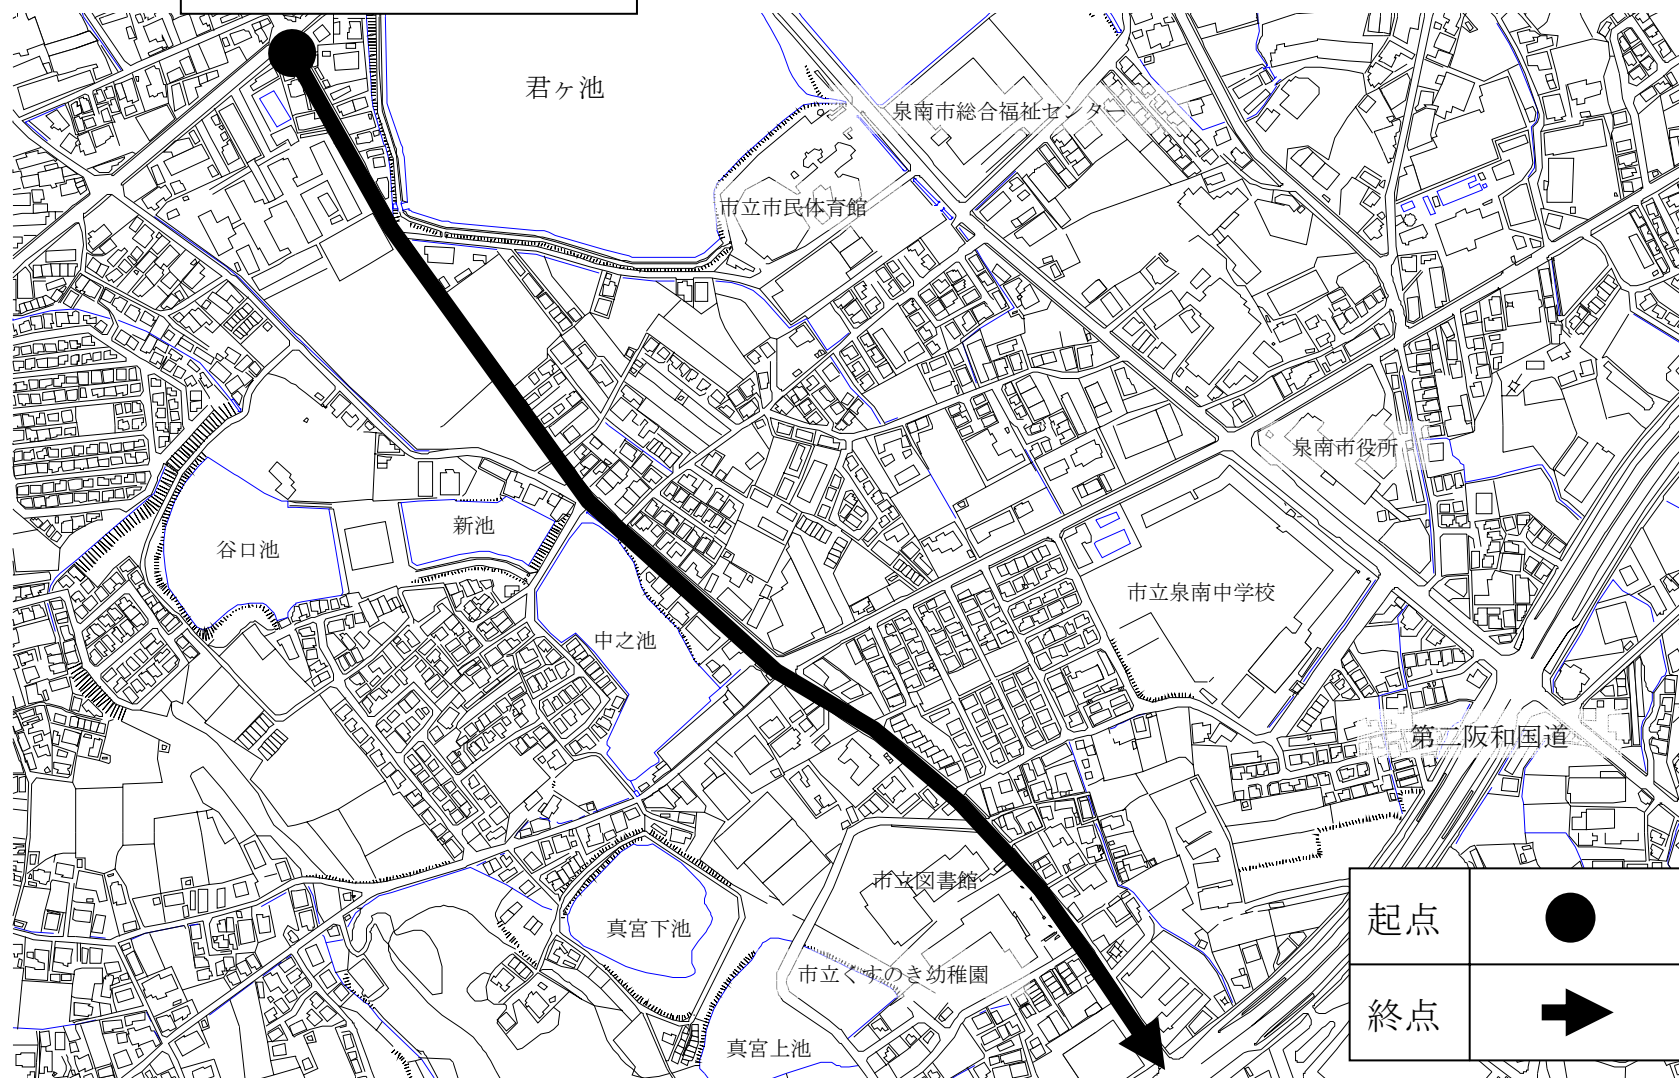 君ヶ池
泉南市総合福祉センター
市立市民体育館
泉南市役所
新池
谷口池
市立泉南中学校
中之池
第二阪和国道
市立図書館
真宮下池
市立くすのき幼稚園
真宮上池
起点
終点